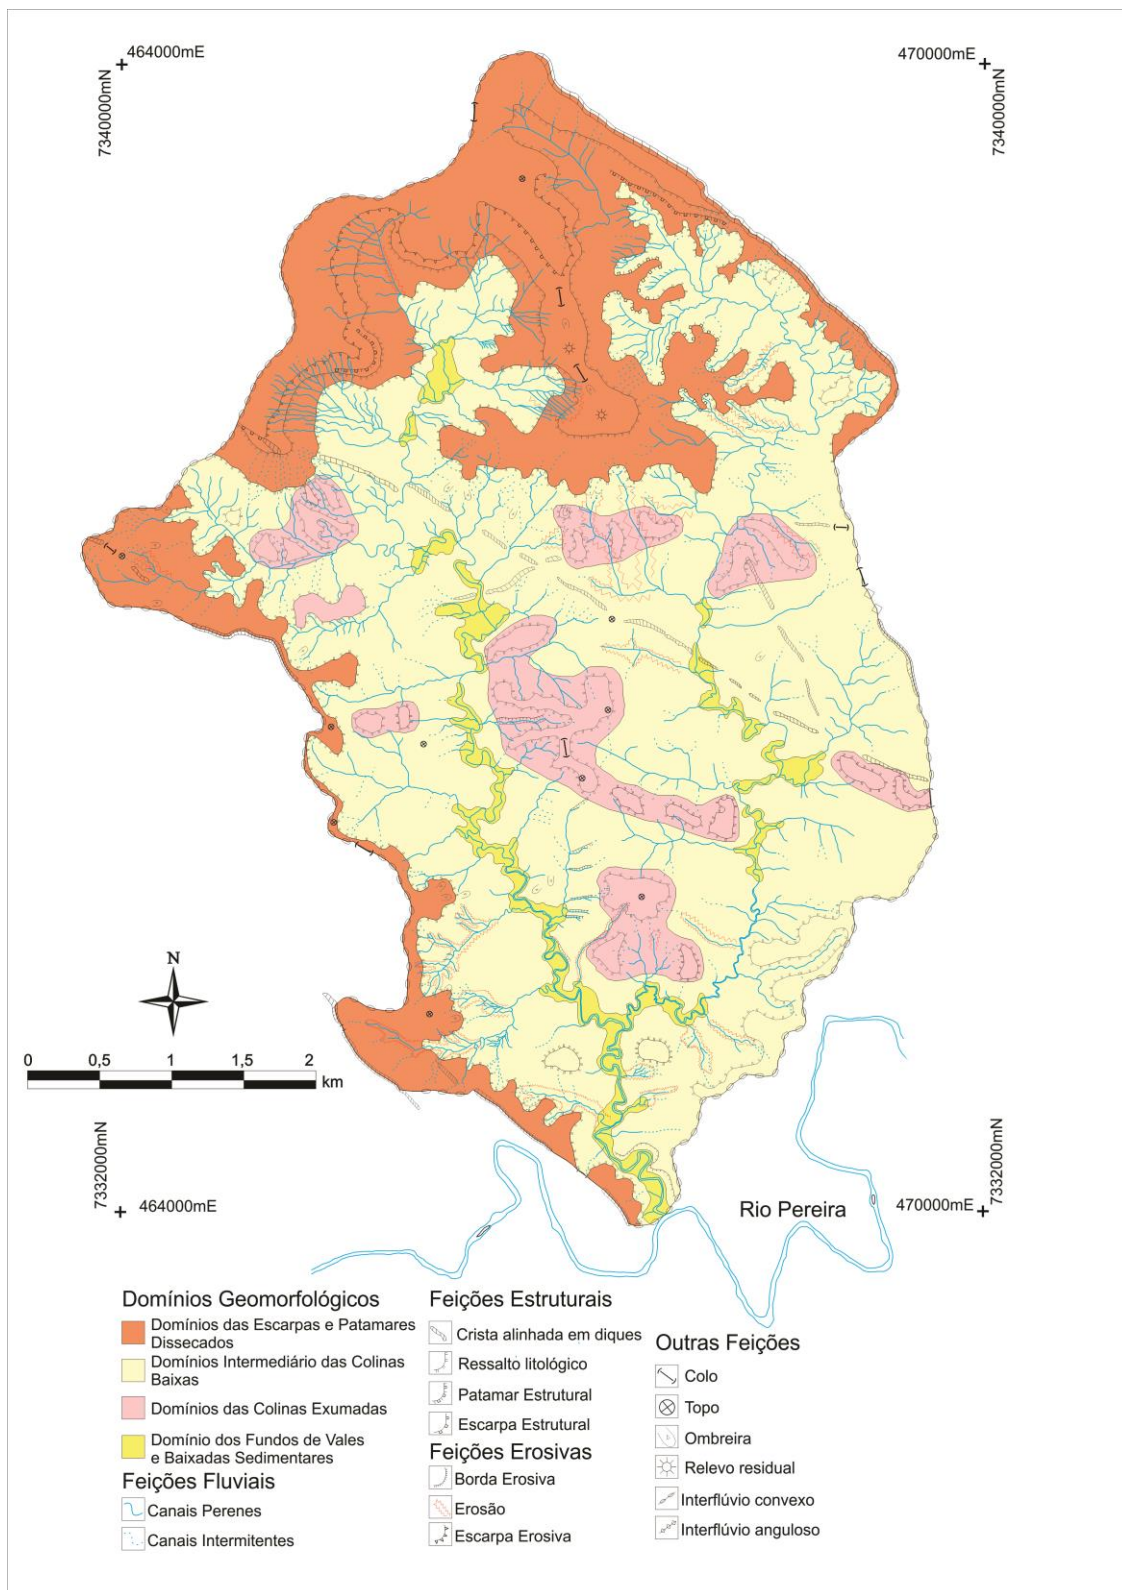 464000mE
470000mE
7340000mN
7340000mN
N
0 0,5 1 1,5 2
km
7332000mN
7332000mN
464000mE
Rio Pereira
470000mE
Domínios Geomorfológicos
Domínios das Escarpas e Patamares
Dissecados
Domínios Intermediário das Colinas
Baixas
Domínios das Colinas Exumadas
Domínio dos Fundos de Vales
e Baixadas Sedimentares
Feições Fluviais
Canais Perenes
Canais Intermitentes
Feições Estruturais
Crista alinhada em diques
Ressalto litológico
Patamar Estrutural
Escarpa Estrutural
Feições Erosivas
Borda Erosiva
Erosão
Escarpa Erosiva
Outras Feições
Colo
Topo
Ombreira
Relevo residual
Interflúvio convexo
Interflúvio anguloso